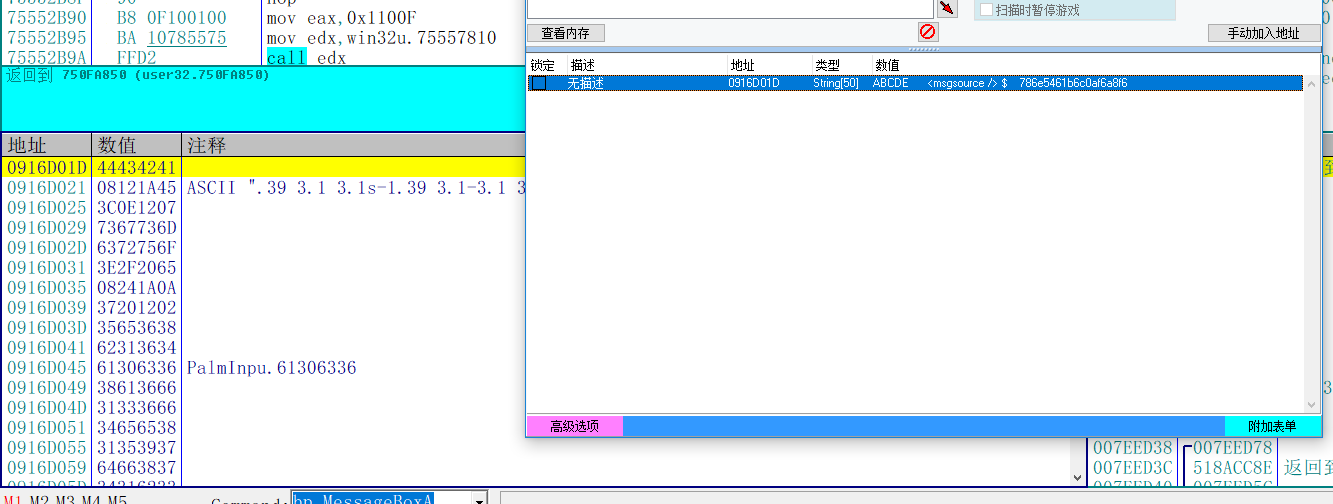 75552B90 B8 0F100100 mov eax,0x1100F
75552B95 BA 10785575 mov edx,win32u.75557810
75552B9A FFD2 call edx
返回到 750FA850 (user32.750FA850)
地址 数值 注释
0916D01D 44434241
0916D021 08121A45 ASCII ".39 3.1 3.1s-1.39 3.1-3.1 3
0916D025 3C0E1207
0916D029 7367736D
0916D02D 6372756F
0916D031 3E2F2065
0916D035 08241A0A
0916D039 37201202
0916D03D 35653638
0916D041 62313634
0916D045 61306336 PalmInpu.61306336
0916D049 38613666
0916D04D 31333666
0916D051 34656538
0916D055 31353937
0916D059 64663837
M1 M2 M3 M4 M5 Command: bp MessageBoxA
扫描时暂停游戏
查看内存
手动加入地址
锁定 描述 地址 类型 数值
无描述 0916D01D String[50] ABCDE <msgsource /> $ 786e5461b6c0af6a8f6
高级选项
附加表单
007EED38 007EED78
007EED3C 518ACC8E 返回到